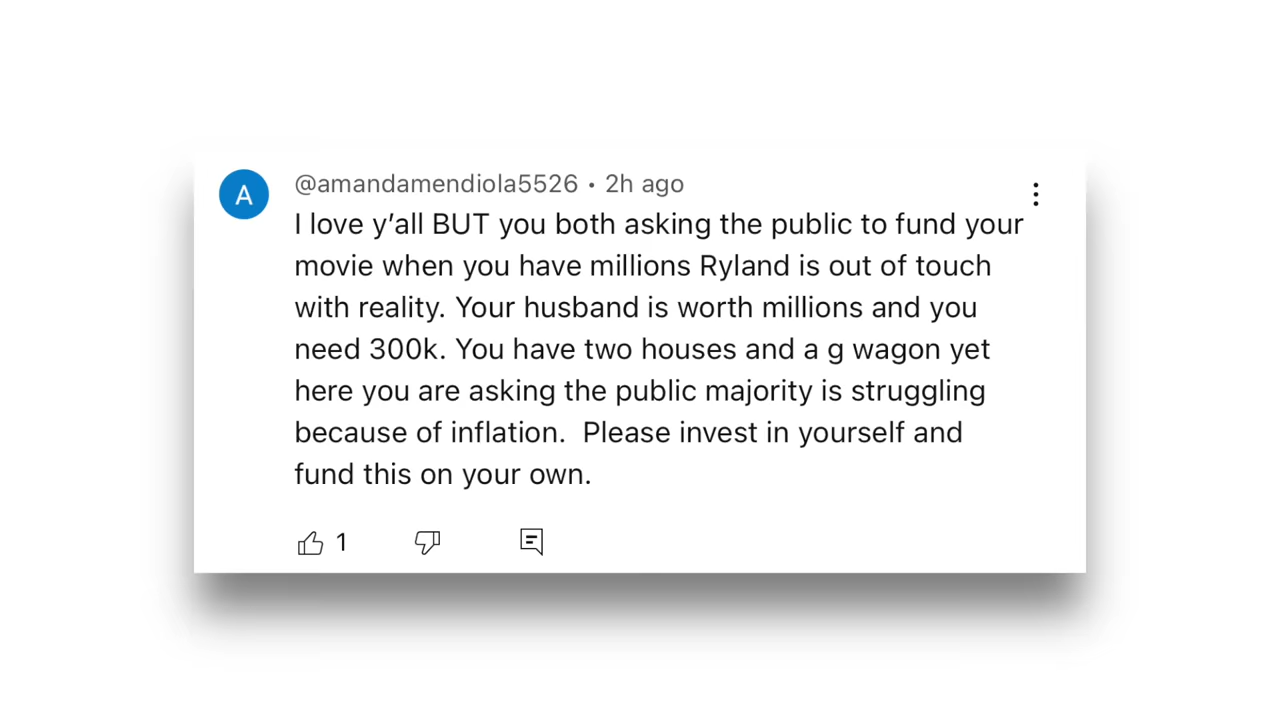 A
@amandamendiola5526 • 2h ago
I love y’all BUT you both asking the public to fund your
movie when you have millions Ryland is out of touch
with reality. Your husband is worth millions and you
need 300k. You have two houses and a g wagon yet
here you are asking the public majority is struggling
because of inflation.  Please invest in yourself and
fund this on your own.
1